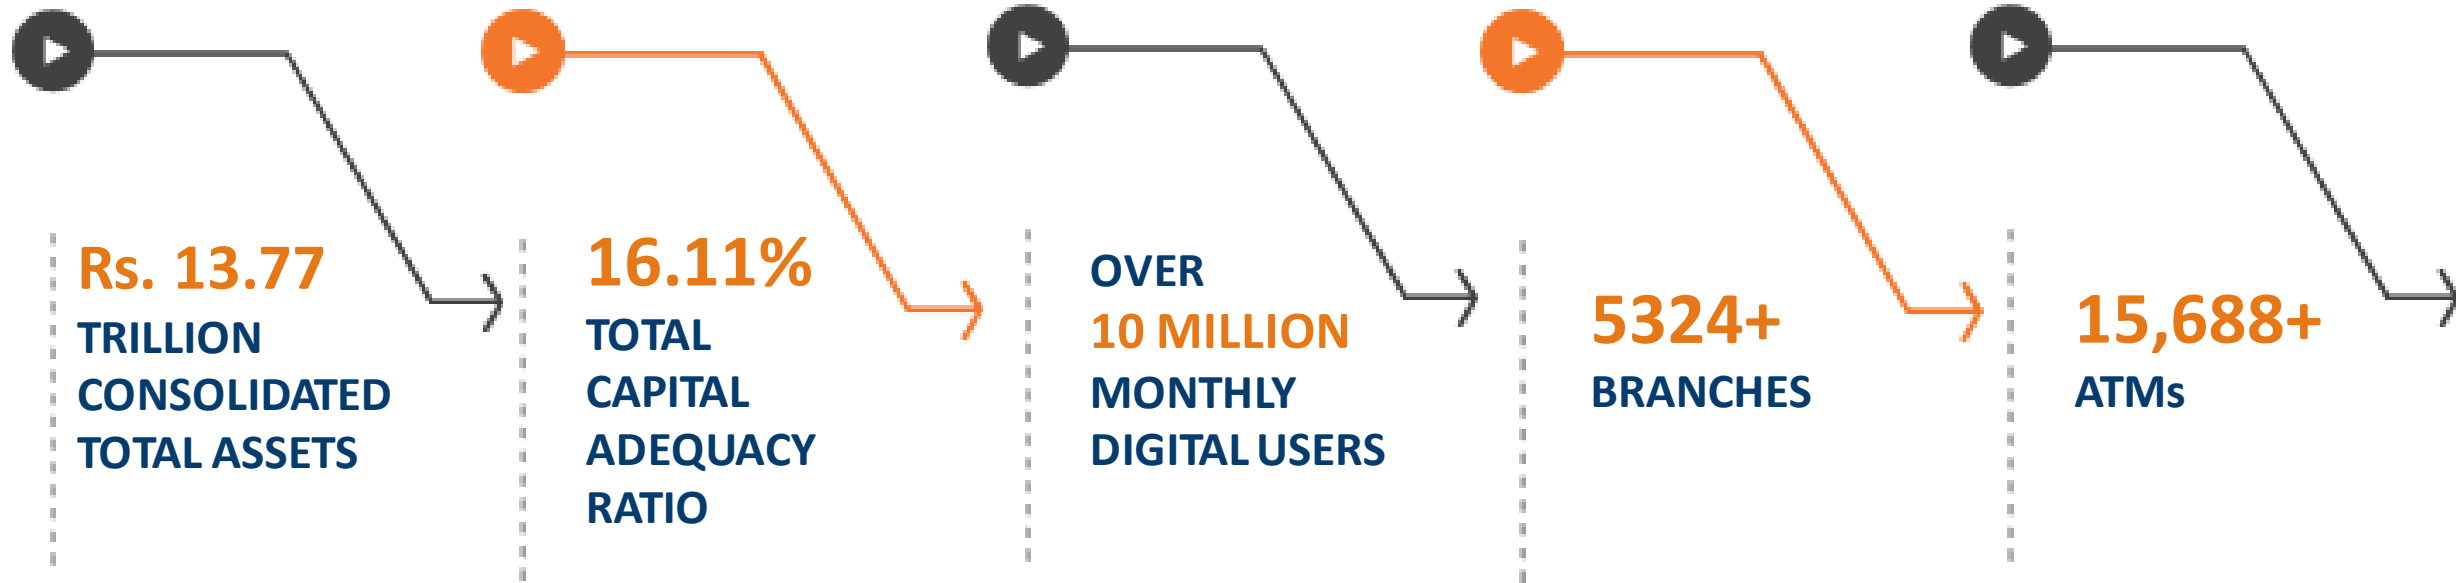 Rs. 13.77
TRILLION
CONSOLIDATED
TOTAL ASSETS
16.11%
TOTAL
CAPITAL
ADEQUACY
RATIO
OVER
10 MILLION
MONTHLY
DIGITAL USERS
5324+
BRANCHES
15,688+
ATMs